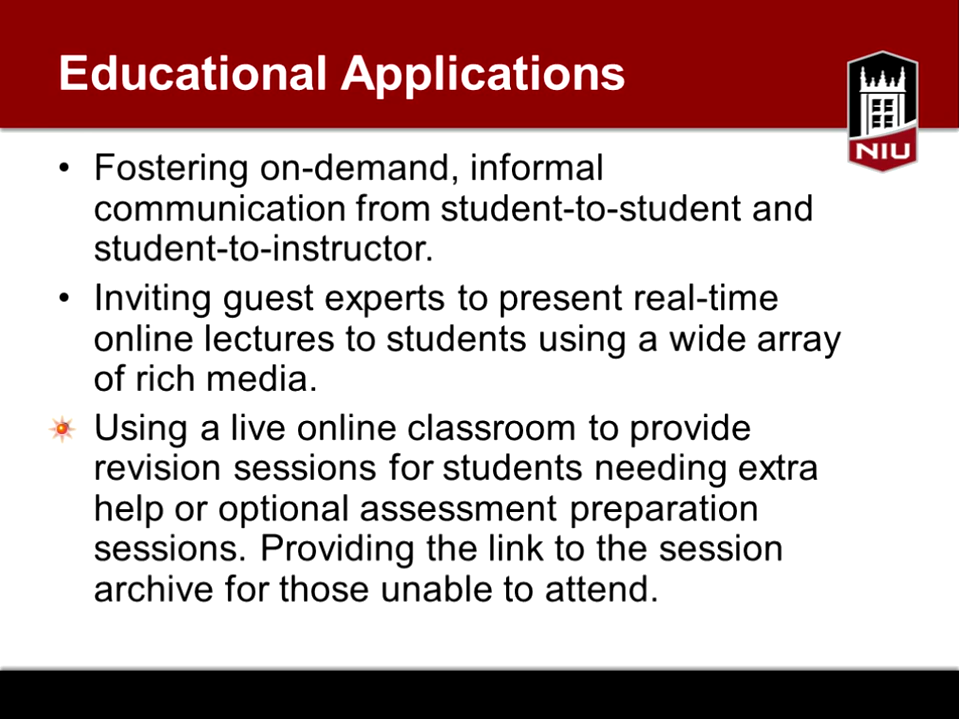 Educational Applications
NIU
• Fostering on-demand, informal
communication from student-to-student and
student-to-instructor.
• Inviting guest experts to present real-time
online lectures to students using a wide array
of rich media.
Using a live online classroom to provide
revision sessions for students needing extra
help or optional assessment preparation
sessions. Providing the link to the session
archive for those unable to attend.